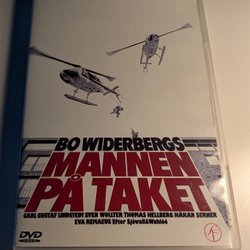 BO WIDERBERGS
MANNEN
PÅ TAKET
CARL GUSTAF LINDSTEDT SVEN WOLLTER THOMAS HELLBERG HÅKAN SERNER
EVA REMAEUS Efter Sjöwall&Wahlöö
DVD
SF